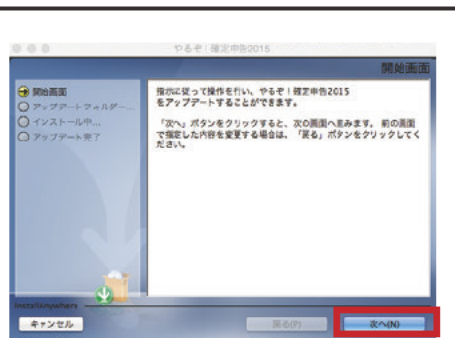 やるぞ！確定申告2015
開始画面
開始画面
アップデートフォルダー...
インストール中...
アップデート完了
指示に従って操作を行い、やるぞ！確定申告2015
をアップデートすることができます。
「次へ」ボタンをクリックすると、次の画面へ進みます。 前の画面
で指定した内容を変更する場合は、「戻る」ボタンをクリックしてく
ださい。
InstallAnywhere
キャンセル
戻る(P)
次へ(N)